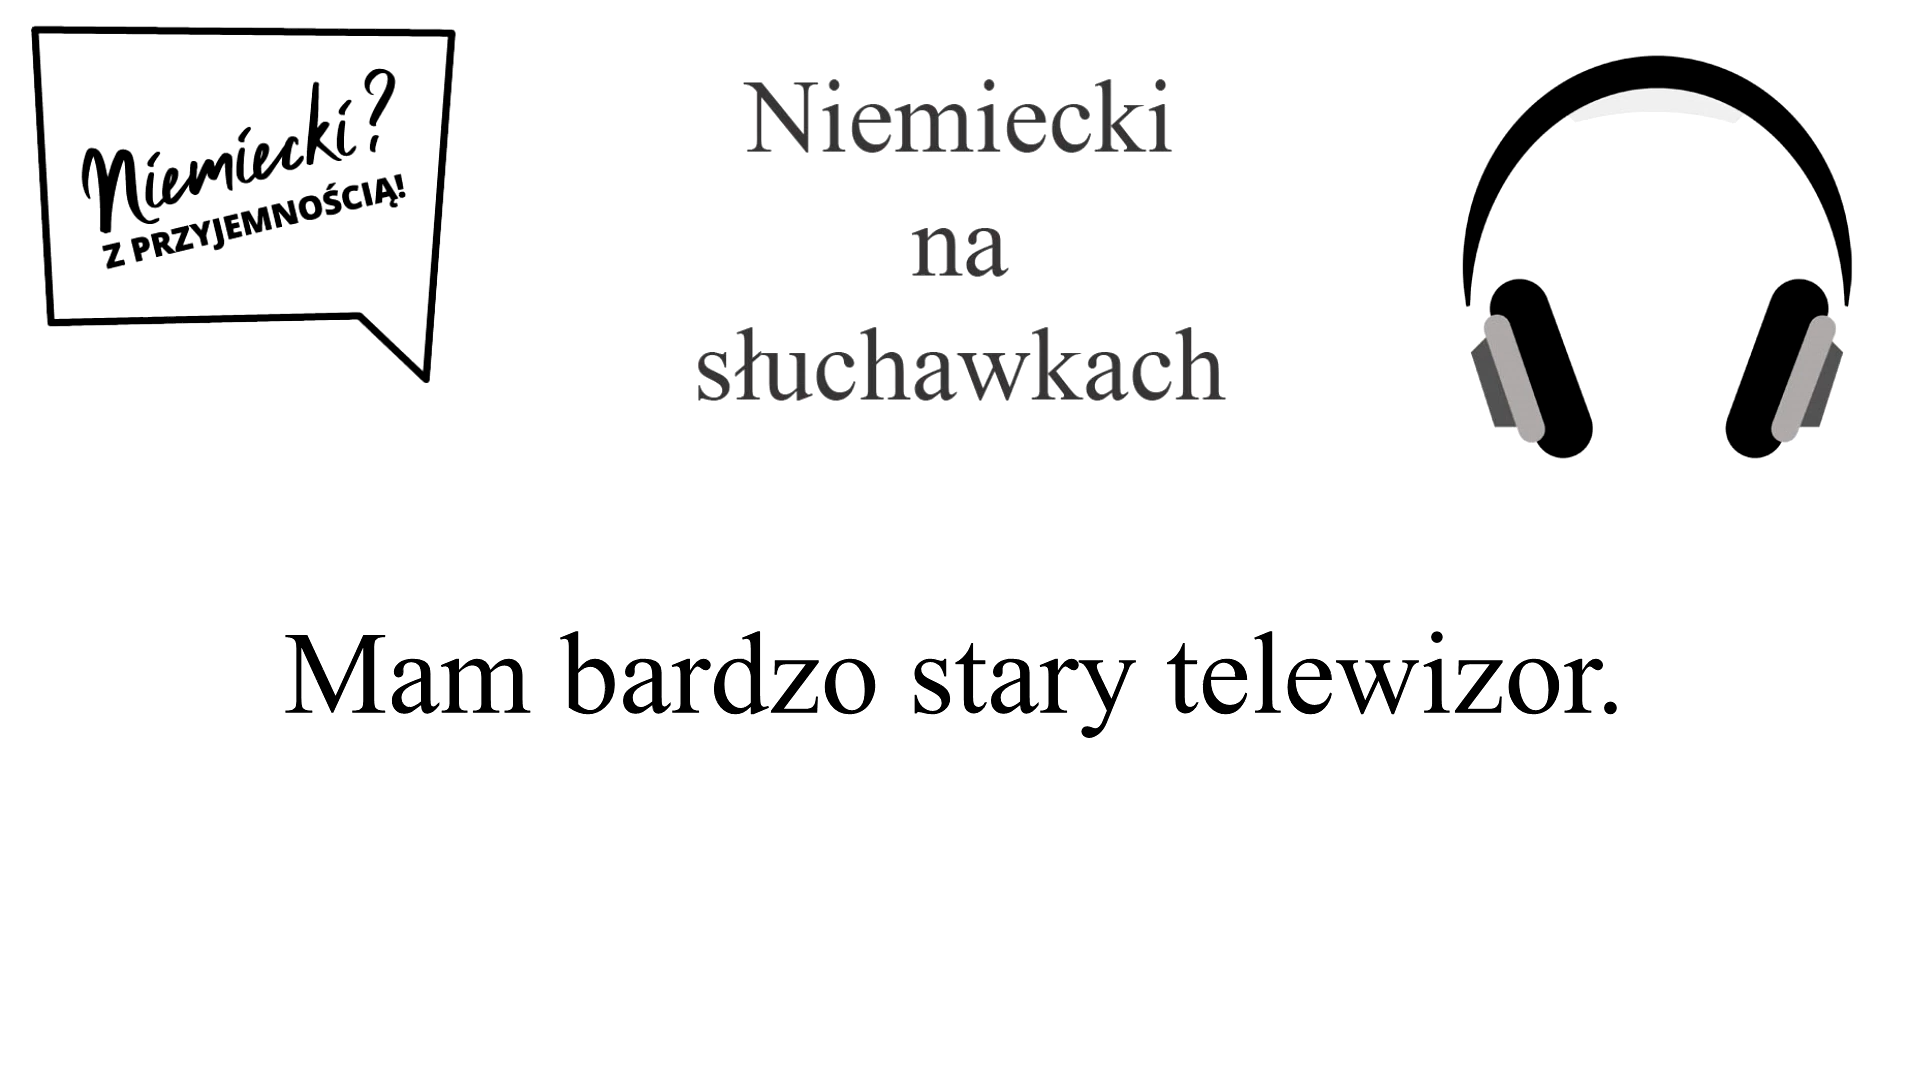 Niemiecki?
Z PRZYJEMNOŚCIĄ!
Niemiecki
na
słuchawkach
Mam bardzo stary telewizor.